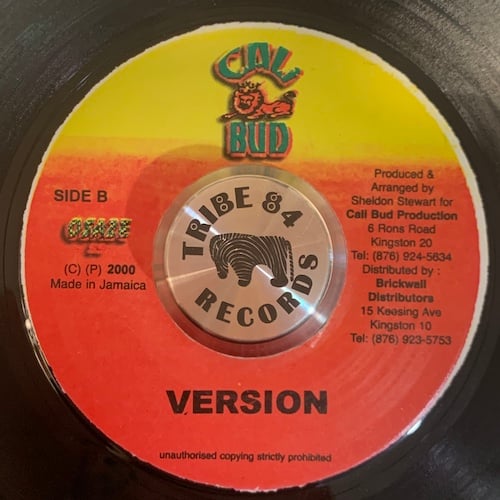 CALI
BUD
SIDE B
(C) (P) 2000
Made in Jamaica
TRIBE 84
RECORDS
Produced &
Arranged by
Sheldon Stewart for
Cali Bud Production
6 Rons Road
Kingston 20
Tel: (876) 924-5634
Distributed by :
Brickwall
Distributors
15 Keesing Ave
Kingston 10
Tel: (876) 923-5753
VERSION
unauthorised copying strictly prohibited